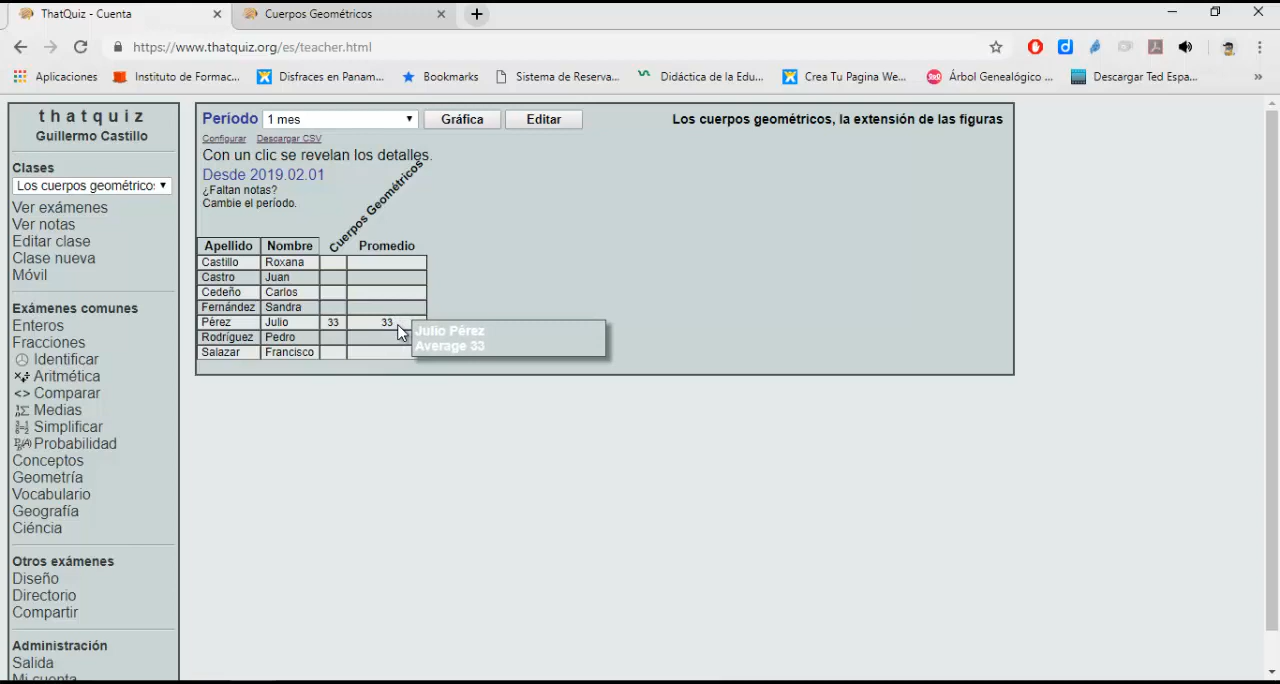 ThatQuiz - Cuenta
Cuerpos Geométricos
https://www.thatquiz.org/es/teacher.html
Aplicaciones
Instituto de Formac...
Disfraces en Panam...
Bookmarks
Sistema de Reserva...
Didáctica de la Edu...
Crea Tu Pagina We...
Árbol Genealógico ...
Descargar Ted Espa...
»
thatquiz
Guillermo Castillo
Clases
Los cuerpos geométrico:
Ver exámenes
Ver notas
Editar clase
Clase nueva
Móvil
Exámenes comunes
Enteros
Fracciones
Identificar
Aritmética
<> Comparar
Medias
Simplificar
Probabilidad
Conceptos
Geometría
Vocabulario
Geografía
Ciéncia
Otros exámenes
Diseño
Directorio
Compartir
Administración
Salida
Mi cuenta
Periodo 1 mes Gráfica Editar
Los cuerpos geométricos, la extensión de las figuras
Configurar Descargar CSV
Con un clic se revelan los detalles.
Desde 2019.02.01
¿Faltan notas?
Cambie el período.
Cuerpos Geométricos
Apellido Nombre Promedio
Castillo Roxana
Castro Juan
Cedeño Carlos
Fernández Sandra
Pérez Julio 33 33
Rodríguez Pedro
Salazar Francisco
Julio Pérez
Average 33